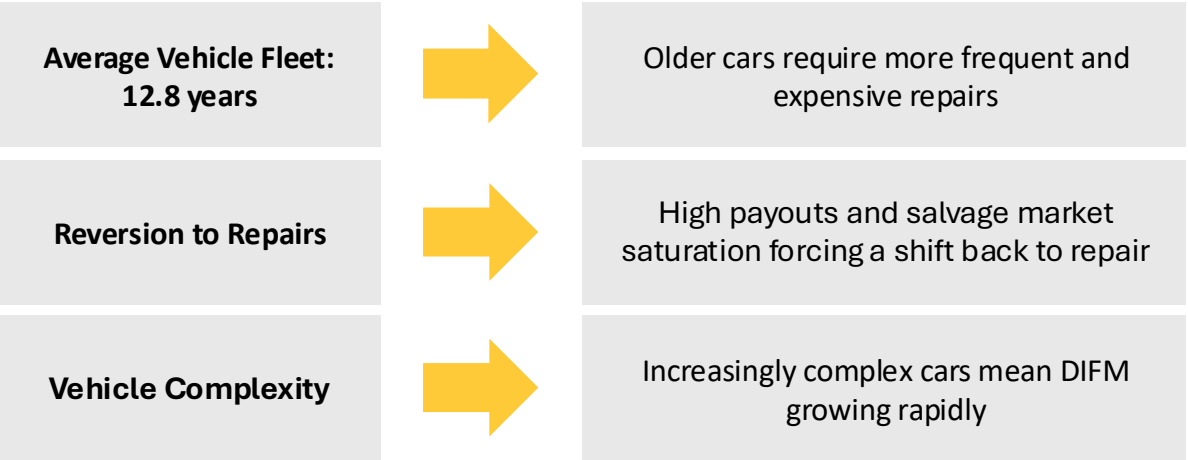 Average Vehicle Fleet:
12.8 years
Older cars require more frequent and
expensive repairs
Reversion to Repairs
High payouts and salvage market
saturation forcing a shift back to repair
Vehicle Complexity
Increasingly complex cars mean DIFM
growing rapidly